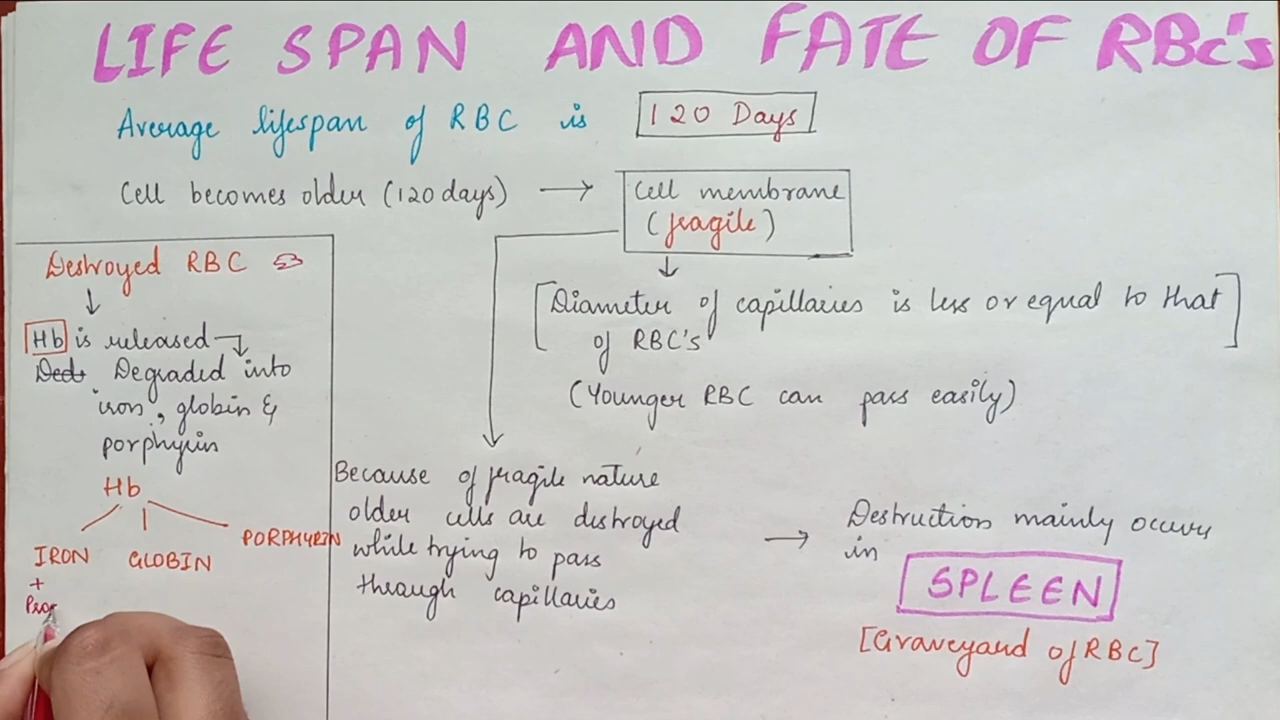 LIFE SPAN AND FATE OF RBC's
Average lifespan of RBC is 120 Days
Cell becomes older (120 days) → Cell membrane
(fragile)
↓
[Diameter of capillaries is less or equal to that
of RBC's]
(Younger RBC can pass easily)
Because of fragile nature
older cells are distroyed
while trying to pass
through capillaries
→ Destruction mainly occurs
in
SPLEEN
[Graveyard of RBC]
Destroyed RBC ⇒
↓
Hb is released
Degraded into
iron, globin &
porphyrin
Hb
IRON GLOBIN PORPHYRIN
+